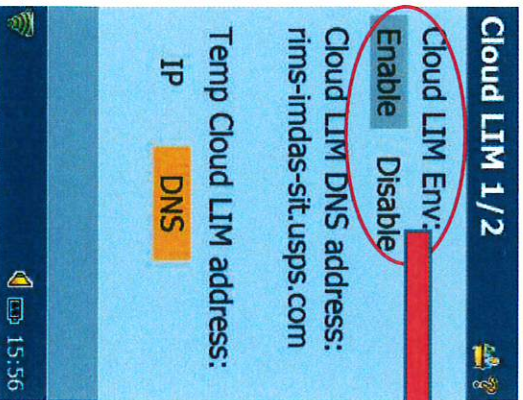 Cloud LIM 1/2
Cloud LIM Env:
Enable Disable
Cloud LIM DNS address:
rims-imdas-sit.usps.com
Temp Cloud LIM address:
IP DNS
15:56